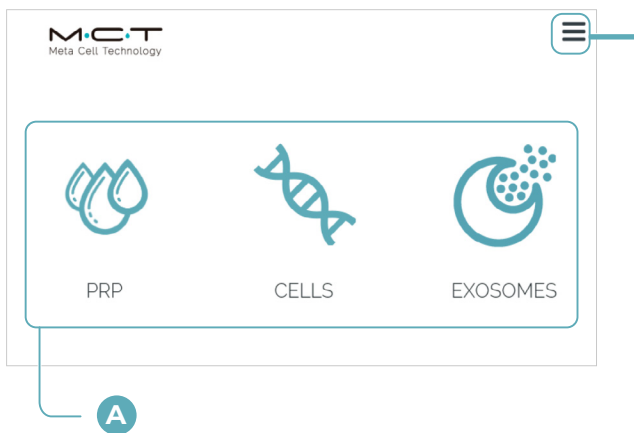 M·C·T
Meta Cell Technology
PRP
CELLS
EXOSOMES
A